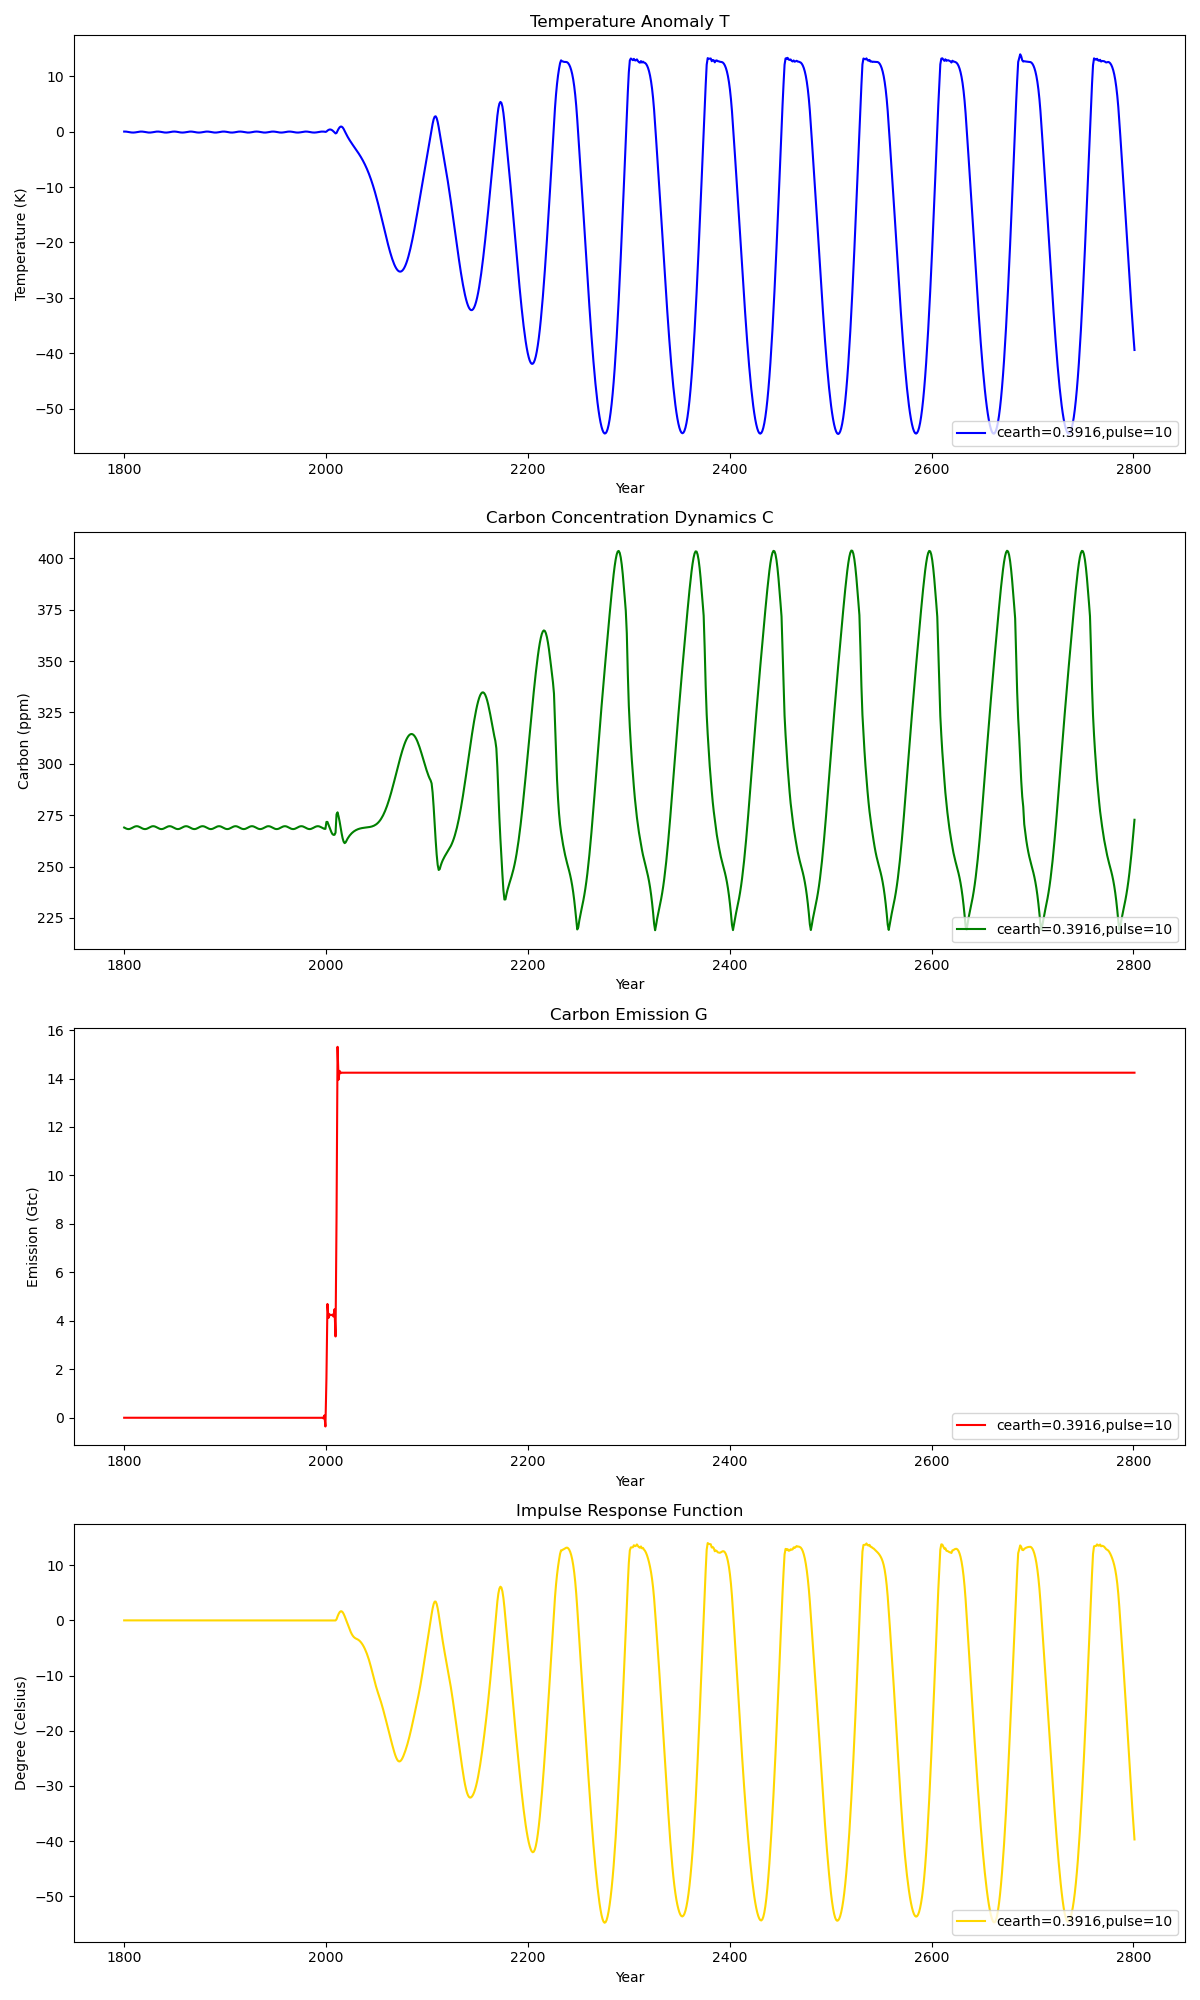 Temperature Anomaly T
10
0
−10
−20
−30
−40
−50
Temperature (K)
cearth=0.3916,pulse=10
1800 2000 2200 2400 2600 2800
Year
Carbon Concentration Dynamics C
400
375
350
325
300
275
250
225
Carbon (ppm)
cearth=0.3916,pulse=10
1800 2000 2200 2400 2600 2800
Year
Carbon Emission G
16
14
12
10
8
6
4
2
0
Emission (Gtc)
cearth=0.3916,pulse=10
1800 2000 2200 2400 2600 2800
Year
Impulse Response Function
10
0
−10
−20
−30
−40
−50
Degree (Celsius)
cearth=0.3916,pulse=10
1800 2000 2200 2400 2600 2800
Year